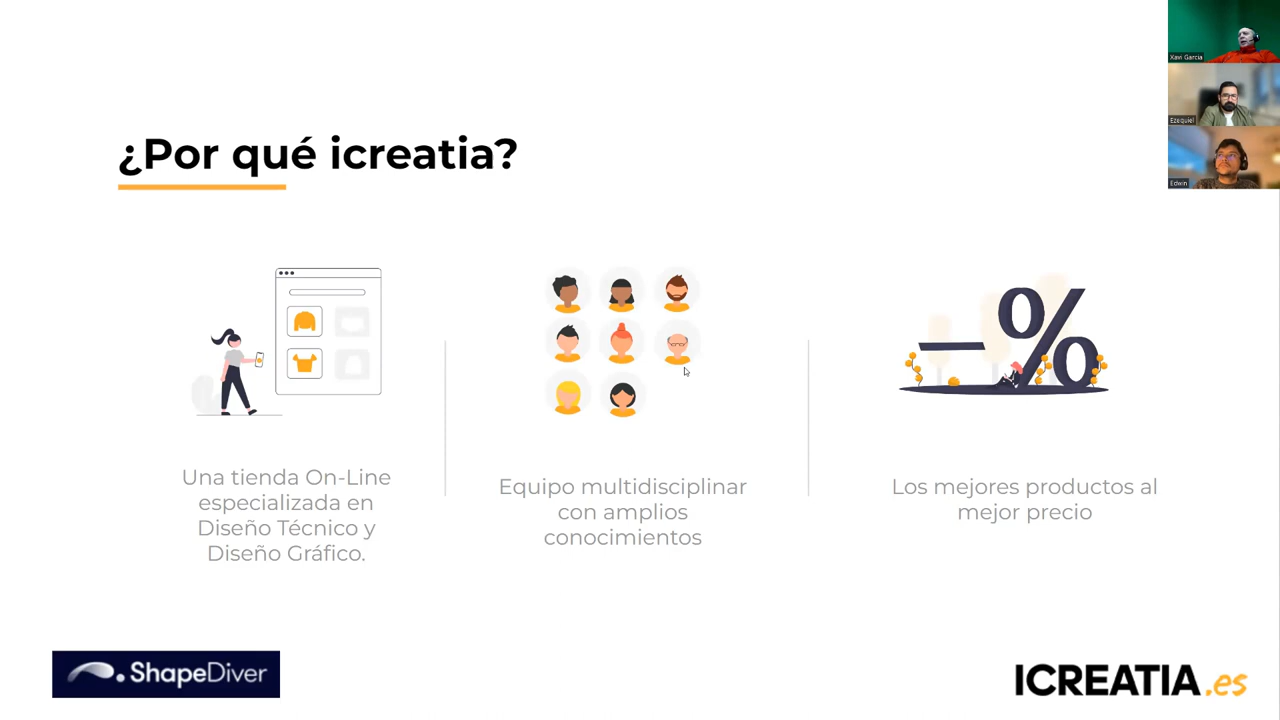 Xavi Garcia
Ezequiel
Edwin
¿Por qué icreatia?
Una tienda On-Line
especializada en
Diseño Técnico y
Diseño Gráfico.
Equipo multidisciplinar
con amplios
conocimientos
Los mejores productos al
mejor precio
ShapeDiver
ICREATIA.es